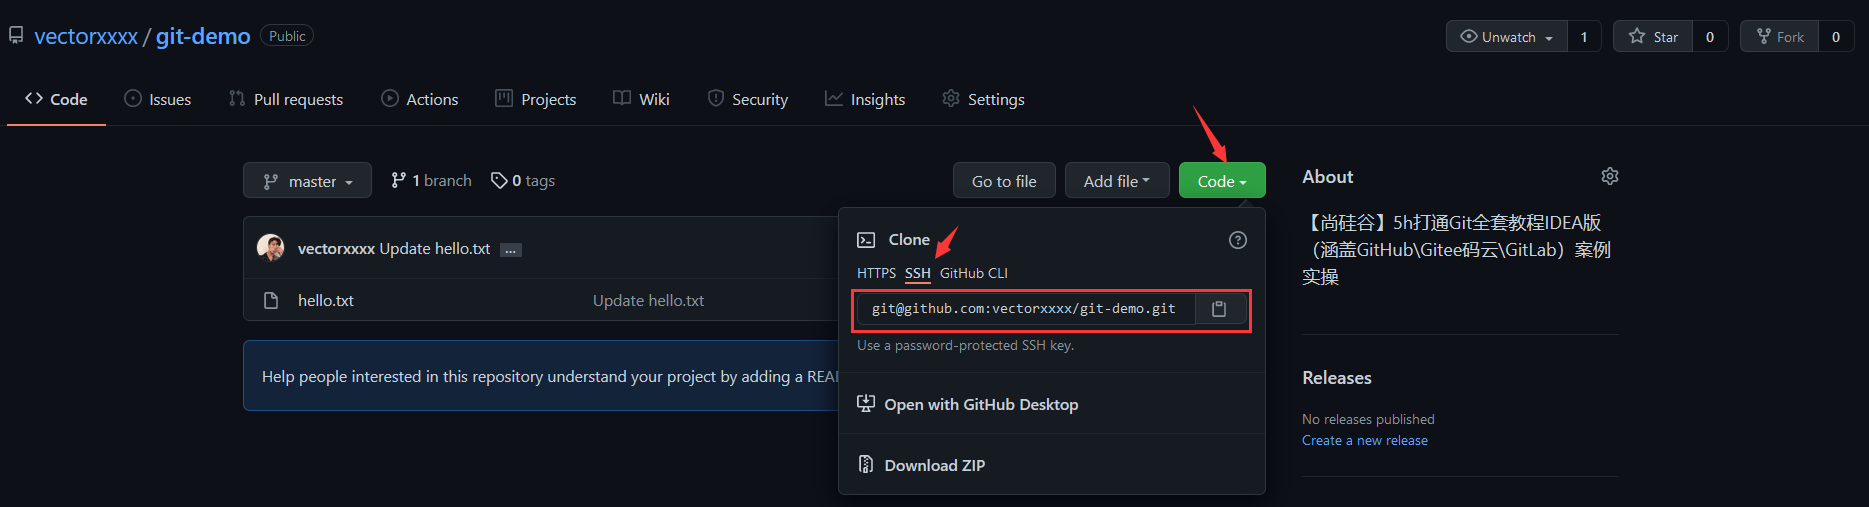 vectorxxxx / git-demo Public
Unwatch 1 Star 0 Fork 0
Code Issues Pull requests Actions Projects Wiki Security Insights Settings
master 1 branch 0 tags Go to file Add file Code
vectorxxxx Update hello.txt ...
hello.txt Update hello.txt
Help people interested in this repository understand your project by adding a REA
Clone
HTTPS SSH GitHub CLI
git@github.com:vectorxxxx/git-demo.git
Use a password-protected SSH key.
Open with GitHub Desktop
Download ZIP
About
【尚硅谷】5h打通Git全套教程IDEA版
（涵盖GitHub\Gitee码云\GitLab）案例
实操
Releases
No releases published
Create a new release